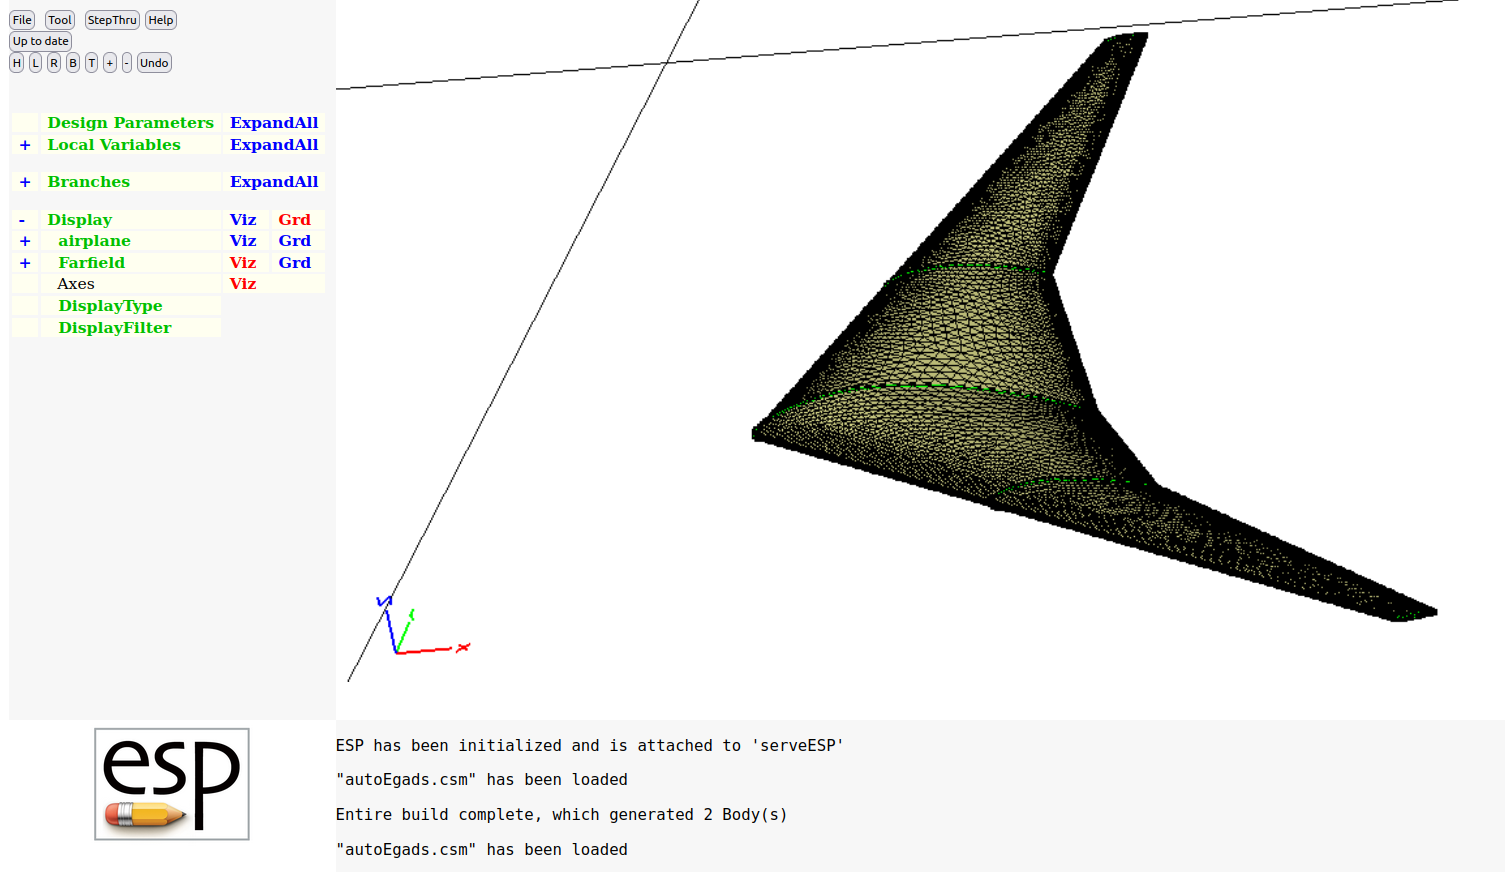 File Tool StepThru Help
Up to date
H L R B T + - Undo
Design Parameters ExpandAll
+ Local Variables ExpandAll
+ Branches ExpandAll
- Display Viz Grd
+ airplane Viz Grd
+ Farfield Viz Grd
Axes Viz
DisplayType
DisplayFilter
Z Y X
esp
ESP has been initialized and is attached to 'serveESP'
"autoEgads.csm" has been loaded
Entire build complete, which generated 2 Body(s)
"autoEgads.csm" has been loaded